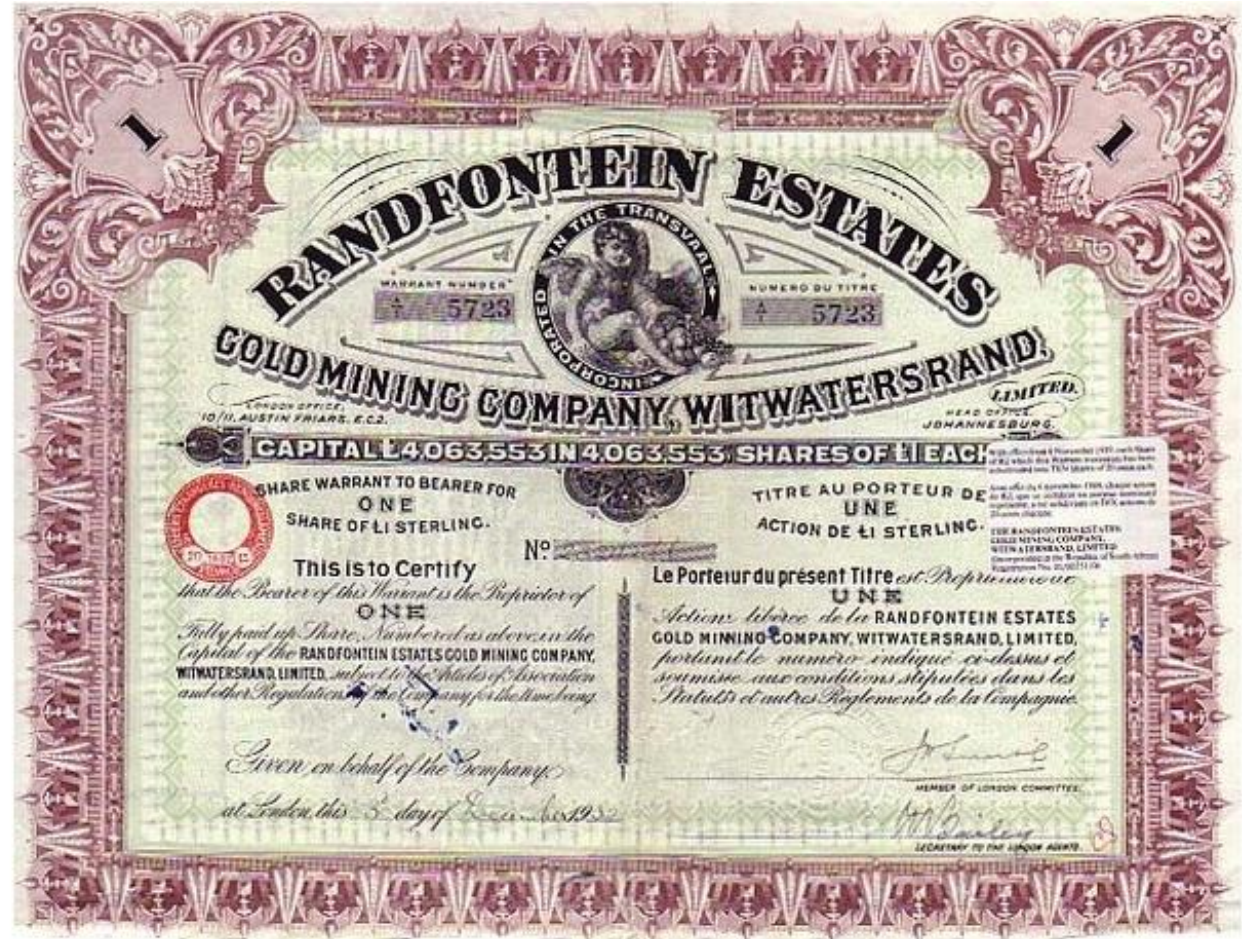 1
1
RANDFONTEIN ESTATES
INCORPORATED IN THE TRANSVAAL
WARRANT NUMBER
A/1 5723
NUMERO DU TITRE
A/1 5723
GOLD MINING COMPANY, WITWATERSRAND,
LIMITED.
LONDON OFFICE
10/11, AUSTIN FRIARS. E.C.2.
HEAD OFFICE
JOHANNESBURG.
CAPITAL £4,063,553 IN 4,063,553 SHARES OF £1 EACH
SHARE WARRANT TO BEARER FOR
ONE
SHARE OF £1 STERLING.
TITRE AU PORTEUR DE
UNE
ACTION DE £1 STERLING.
THE RANDFONTEIN ESTATES
GOLD MINING COMPANY,
WITWATERSRAND, LIMITED
Nº
This is to Certify
that the Bearer of this Warrant is the Proprietor of
ONE
Fully paid up Share, Numbered as above, in the
Capital of the RANDFONTEIN ESTATES GOLD MINING COMPANY,
WITWATERSRAND, LIMITED, subject to the Articles of Association
and other Regulations of the Company for the time being
Given on behalf of the Company,
at London, this 5 day of December 1932
Le Porteur du présent Titre est Propriétaire de
UNE
Action libérée de la RANDFONTEIN ESTATES
GOLD MINING COMPANY, WITWATERSRAND, LIMITED,
portant le numéro indiqué ci-dessus et
soumise aux conditions stipulées dans les
Statuts et autres Règlements de la Compagnie.
MEMBER OF LONDON COMMITTEE.
SECRETARY TO THE LONDON AGENTS.